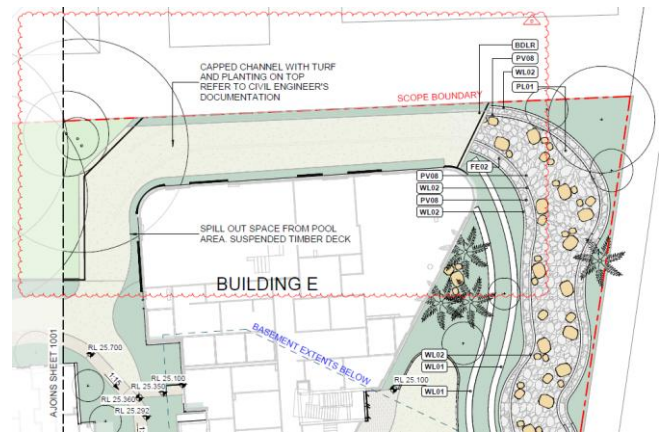 BDLR
PV08
WL02
PL01
CAPPED CHANNEL WITH TURF
AND PLANTING ON TOP
REFER TO CIVIL ENGINEER'S
DOCUMENTATION
SCOPE BOUNDARY
FE02
PV08
WL02
PV08
WL02
SPILL OUT SPACE FROM POOL
AREA. SUSPENDED TIMBER DECK
BUILDING E
BASEMENT EXTENTS BELOW
AJOINS SHEET 1001
RL 25.700
1:15
RL 25.100
RL 25.350
RL 25.360
RL 25.292
RL 25.100
WL02
WL01
WL01